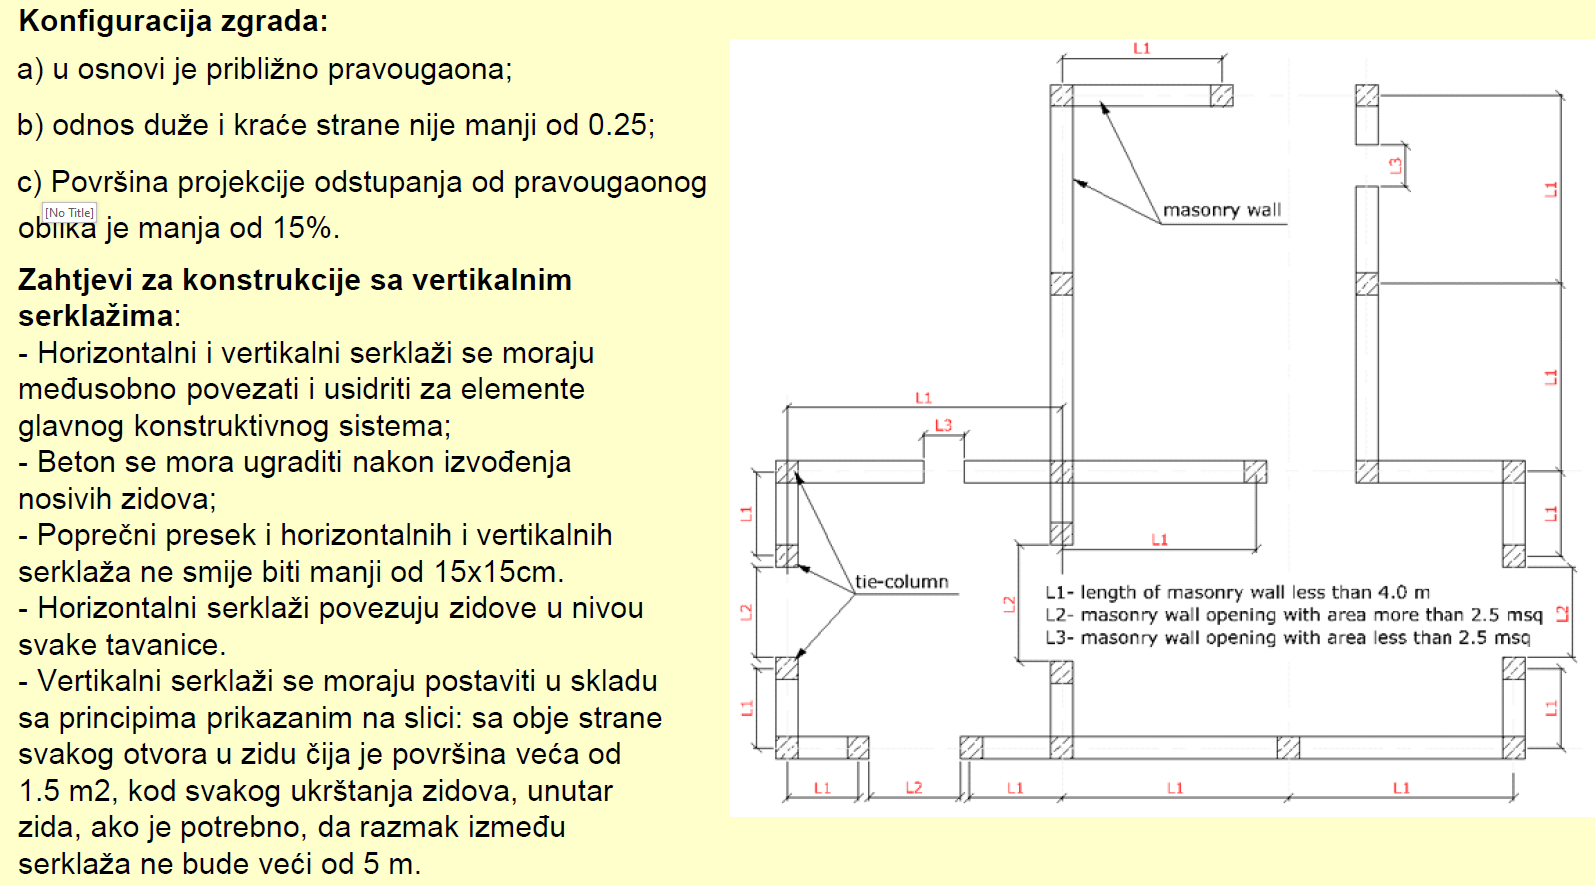 Konfiguracija zgrada:
a) u osnovi je približno pravougaona;
b) odnos duže i kraće strane nije manji od 0.25;
c) Površina projekcije odstupanja od pravougaonog
[No Title]
oblika je manja od 15%.
Zahtjevi za konstrukcije sa vertikalnim
serklažima:
- Horizontalni i vertikalni serklaži se moraju
međusobno povezati i usidriti za elemente
glavnog konstruktivnog sistema;
- Beton se mora ugraditi nakon izvođenja
nosivih zidova;
- Poprečni presek i horizontalnih i vertikalnih
serklaža ne smije biti manji od 15x15cm.
- Horizontalni serklaži povezuju zidove u nivou
svake tavanice.
- Vertikalni serklaži se moraju postaviti u skladu
sa principima prikazanim na slici: sa obje strane
svakog otvora u zidu čija je površina veća od
1.5 m2, kod svakog ukrštanja zidova, unutar
zida, ako je potrebno, da razmak između
serklaža ne bude veći od 5 m.
L1
L3
L1
masonry wall
L1
L1
L3
L1
L1
L1
tie-column
L1- length of masonry wall less than 4.0 m
L2- masonry wall opening with area more than 2.5 msq
L3- masonry wall opening with area less than 2.5 msq
L2
L2
L2
L1
L1
L1
L2
L1
L1
L1